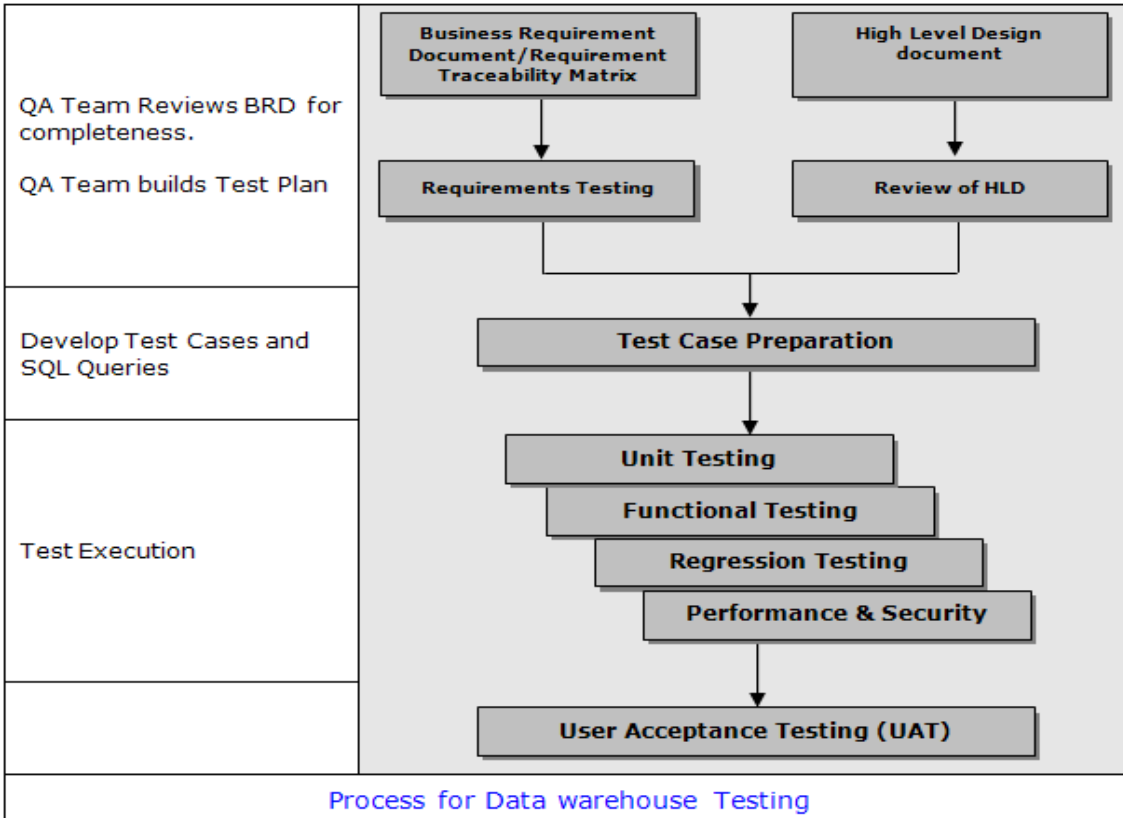 Business Requirement
Document/Requirement
Traceability Matrix
High Level Design
document
QA Team Reviews BRD for
completeness.
QA Team builds Test Plan
Requirements Testing
Review of HLD
Develop Test Cases and
SQL Queries
Test Case Preparation
Test Execution
Unit Testing
Functional Testing
Regression Testing
Performance & Security
User Acceptance Testing (UAT)
Process for Data warehouse Testing